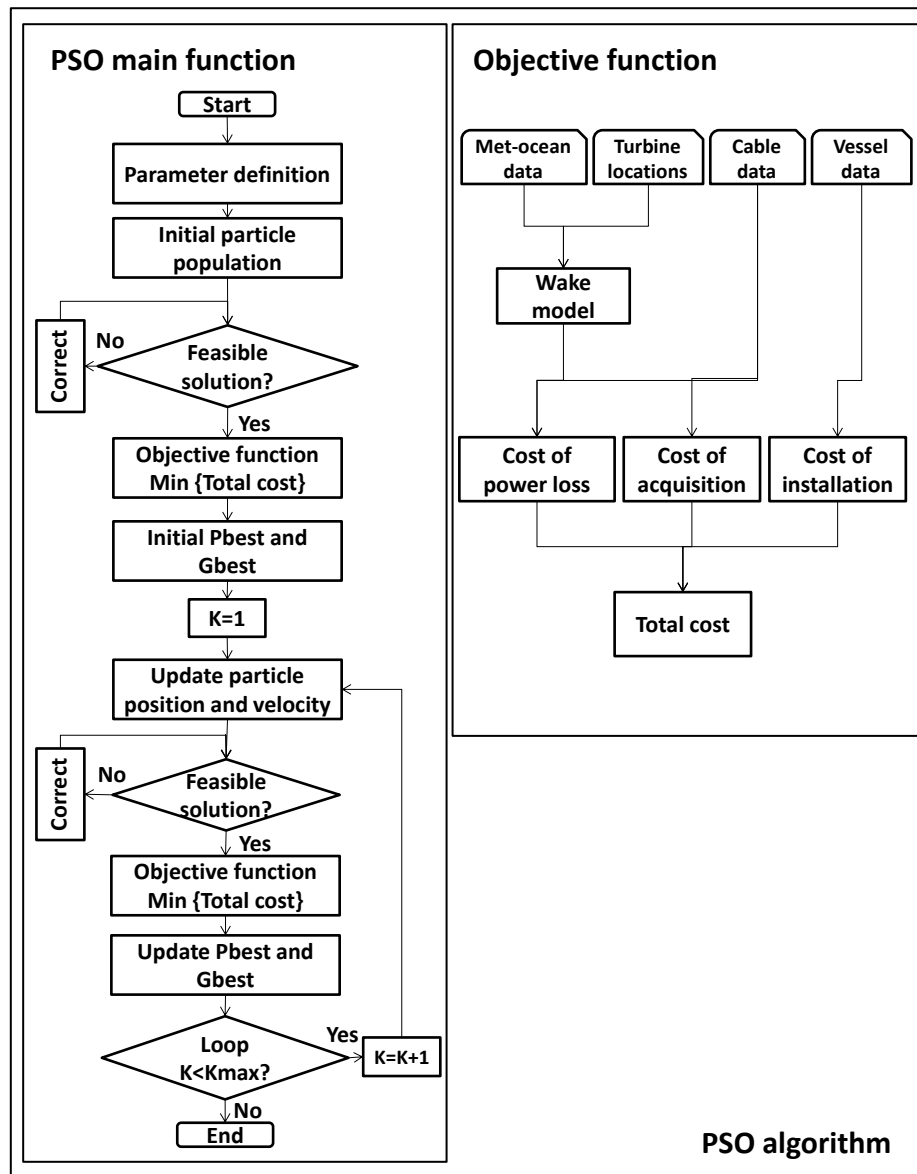 PSO main function
Start
Parameter definition
Initial particle
population
No
Correct
Feasible
solution?
Yes
Objective function
Min {Total cost}
Initial Pbest and
Gbest
K=1
Update particle
position and velocity
No
Correct
Feasible
solution?
Yes
Objective function
Min {Total cost}
Update Pbest and
Gbest
Loop
K<Kmax?
Yes
K=K+1
No
End
Objective function
Met-ocean
data
Turbine
locations
Cable
data
Vessel
data
Wake
model
Cost of
power loss
Cost of
acquisition
Cost of
installation
Total cost
PSO algorithm